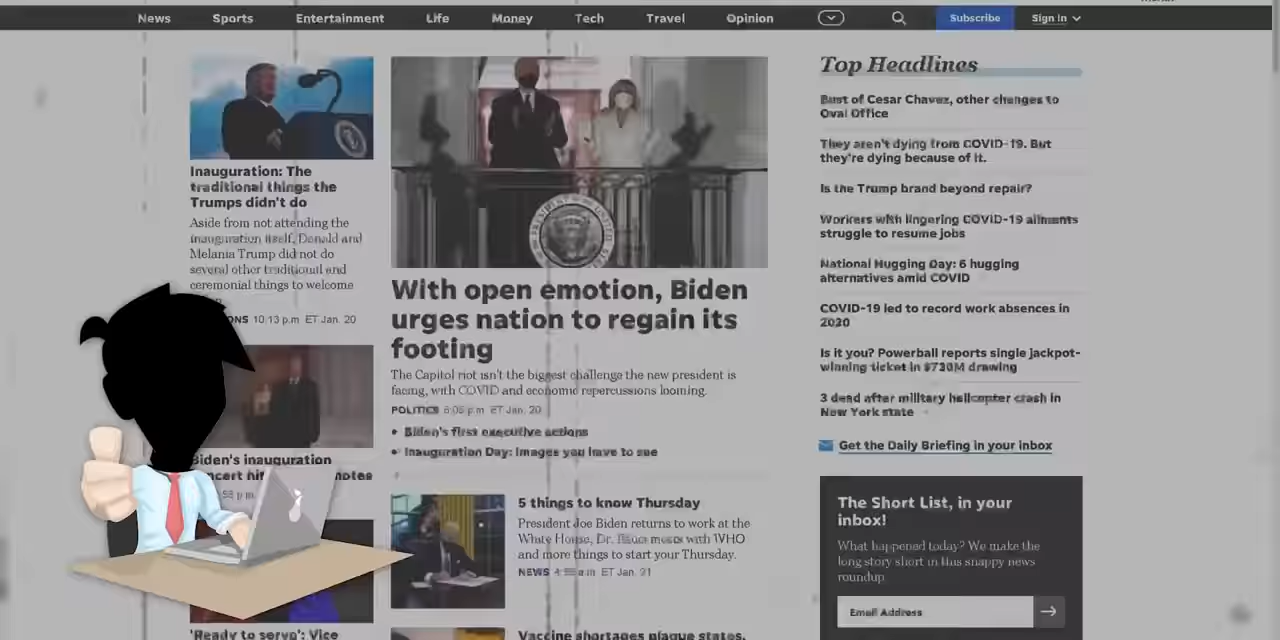 News Sports Entertainment Life Money Tech Travel Opinion Subscribe Sign In
Inauguration: The
traditional things the
Trumps didn't do
Aside from not attending the
inauguration itself, Donald and
Melania Trump did not do
several other traditional and
ceremonial things to welcome
ONS 10:13 p.m. ET Jan. 20
Biden's inauguration
ncert hit notes
p.m.
'Ready to serve': Vice
With open emotion, Biden
urges nation to regain its
footing
The Capitol riot isn't the biggest challenge the new president is
facing, with COVID and economic repercussions looming.
POLITICS p.m. ET Jan. 20
Biden's first executive actions
Inauguration Day: Images you have to see
5 things to know Thursday
President Joe Biden returns to work at the
White House, Dr. Fauci meets with WHO
and more things to start your Thursday.
NEWS a.m. ET Jan. 21
Vaccine shortages plague states,
Top Headlines
Bust of Cesar Chavez, other changes to
Oval Office
They aren't dying from COVID-19. But
they're dying because of it.
Is the Trump brand beyond repair?
Workers with lingering COVID-19 ailments
struggle to resume jobs
National Hugging Day: 6 hugging
alternatives amid COVID
COVID-19 led to record work absences in
2020
Is it you? Powerball reports single jackpot-
winning ticket in $730M drawing
3 dead after military helicopter crash in
New York state
Get the Daily Briefing in your inbox
The Short List, in your
inbox!
What happened today? We make the
long story short in this snappy news
roundup
Email Address